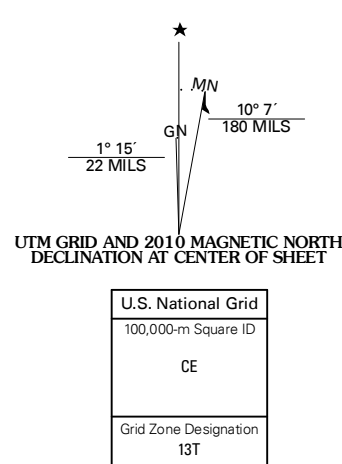 MN
GN
10° 7´
180 MILS
1° 15´
22 MILS
UTM GRID AND 2010 MAGNETIC NORTH
DECLINATION AT CENTER OF SHEET
U.S. National Grid
100,000-m Square ID
CE
Grid Zone Designation
13T